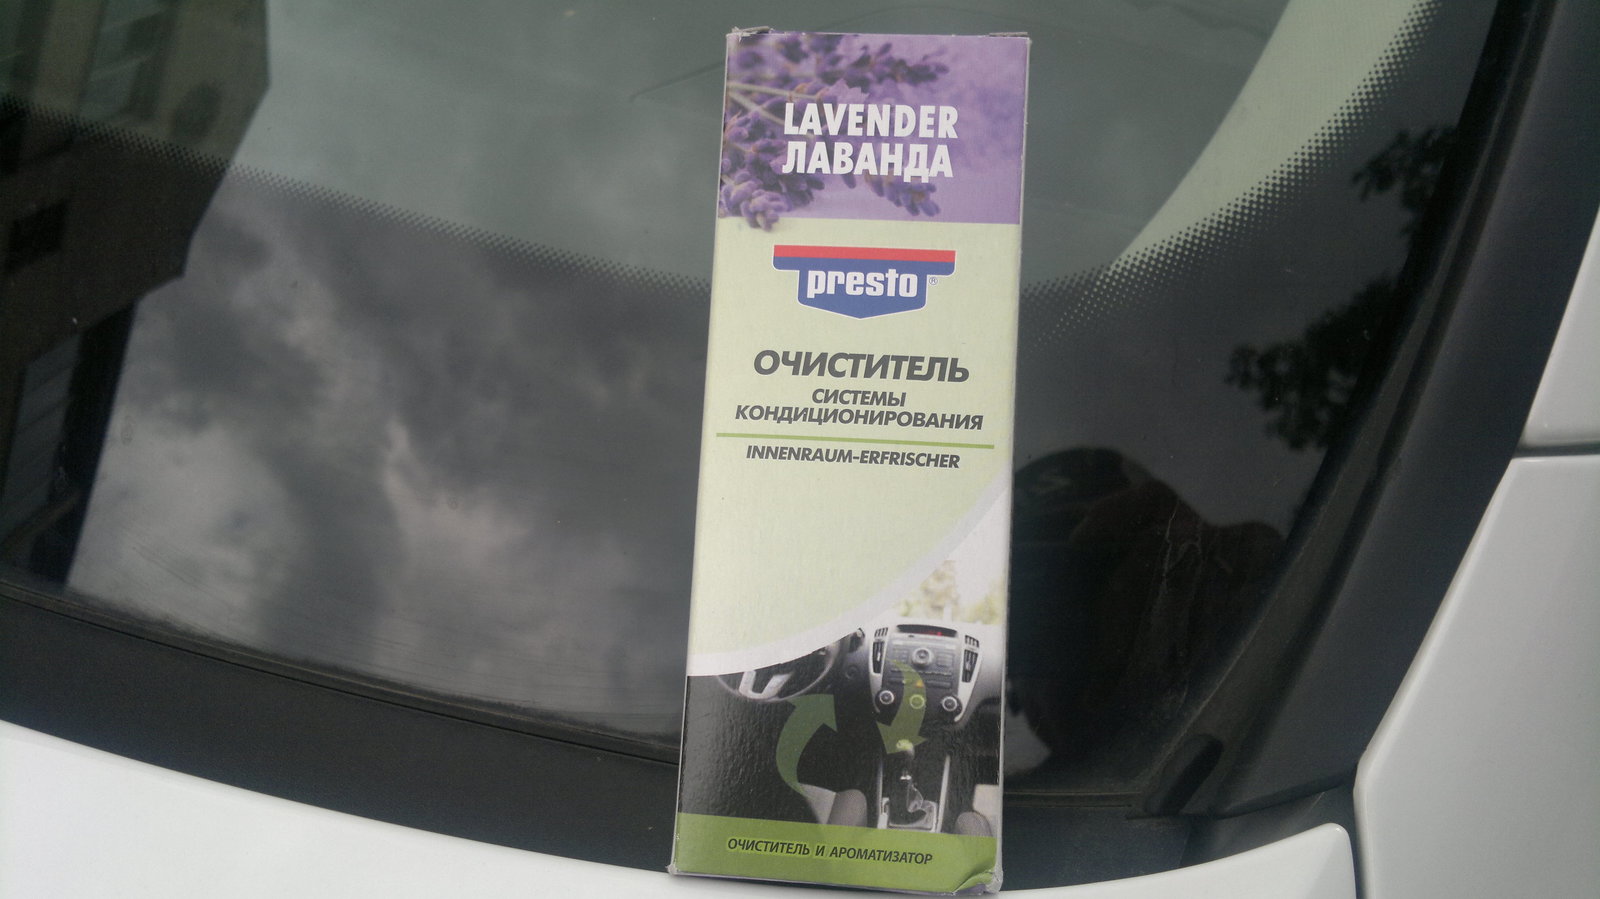 LAVENDER
ЛАВАНДА
presto®
ОЧИСТИТЕЛЬ
СИСТЕМЫ
КОНДИЦИОНИРОВАНИЯ
INNENRAUM-ERFRISCHER
ОЧИСТИТЕЛЬ И АРОМАТИЗАТОР